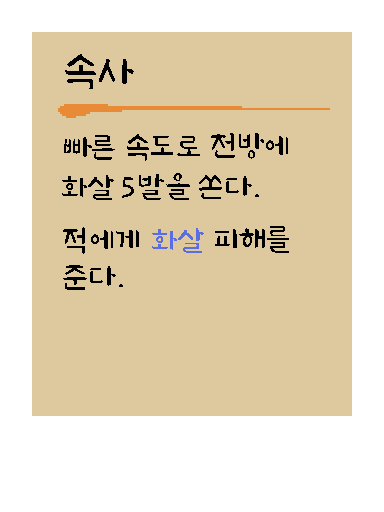 속사
빠른 속도로 전방에
화살 5발을 쏜다.
적에게 화살 피해를
준다.